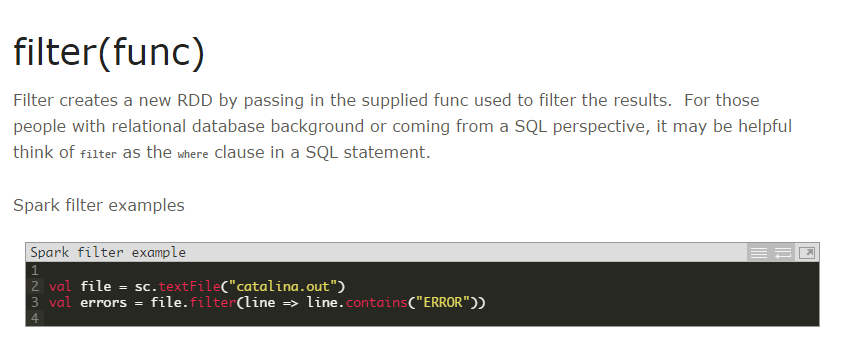 filter(func)
Filter creates a new RDD by passing in the supplied func used to filter the results.  For those
people with relational database background or coming from a SQL perspective, it may be helpful
think of filter as the where clause in a SQL statement.
Spark filter examples
Spark filter example
1
2 val file = sc.textFile("catalina.out")
3 val errors = file.filter(line => line.contains("ERROR"))
4